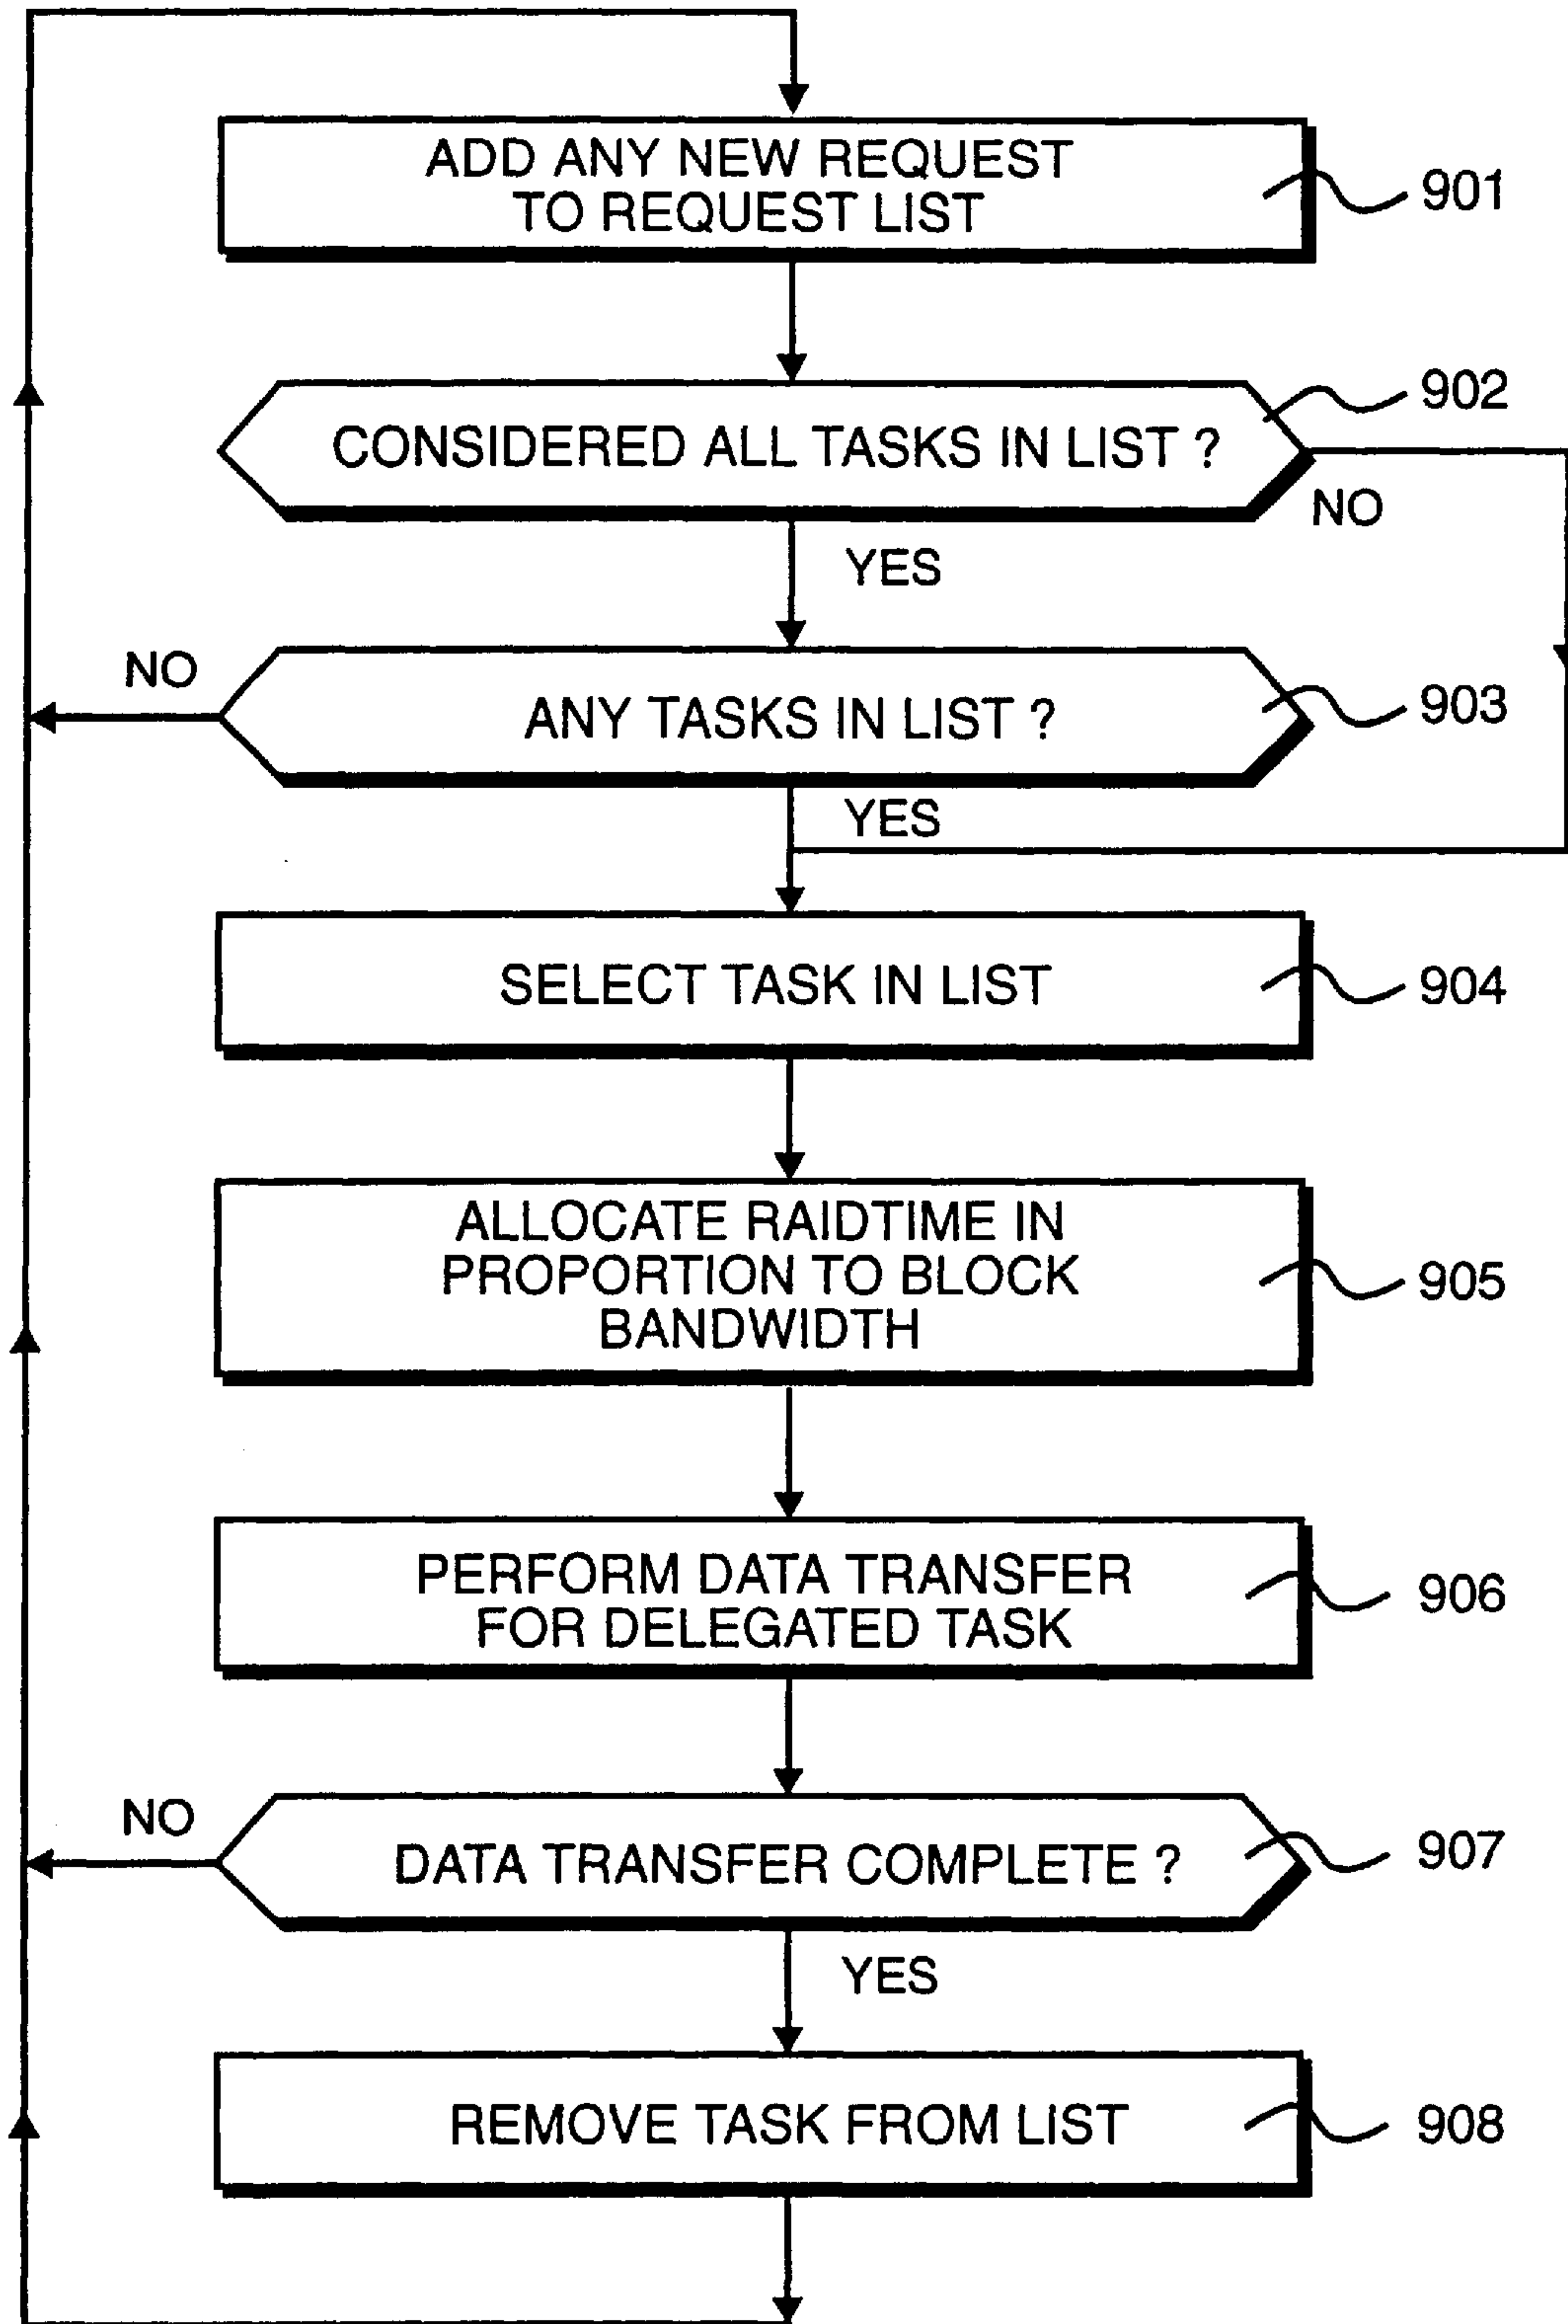 ADD ANY NEW REQUEST
TO REQUEST LIST
901
902
CONSIDERED ALL TASKS IN LIST ?
NO
YES
NO
ANY TASKS IN LIST ?
903
YES
SELECT TASK IN LIST
904
ALLOCATE RAIDTIME IN
PROPORTION TO BLOCK
BANDWIDTH
905
PERFORM DATA TRANSFER
FOR DELEGATED TASK
906
NO
DATA TRANSFER COMPLETE ?
907
YES
REMOVE TASK FROM LIST
908